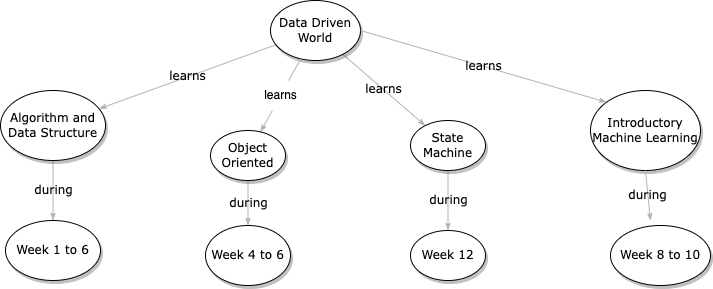 Data Driven
World
learns
learns
learns
learns
Algorithm and
Data Structure
Object
Oriented
State
Machine
Introductory
Machine Learning
during
during
during
during
Week 1 to 6
Week 4 to 6
Week 12
Week 8 to 10